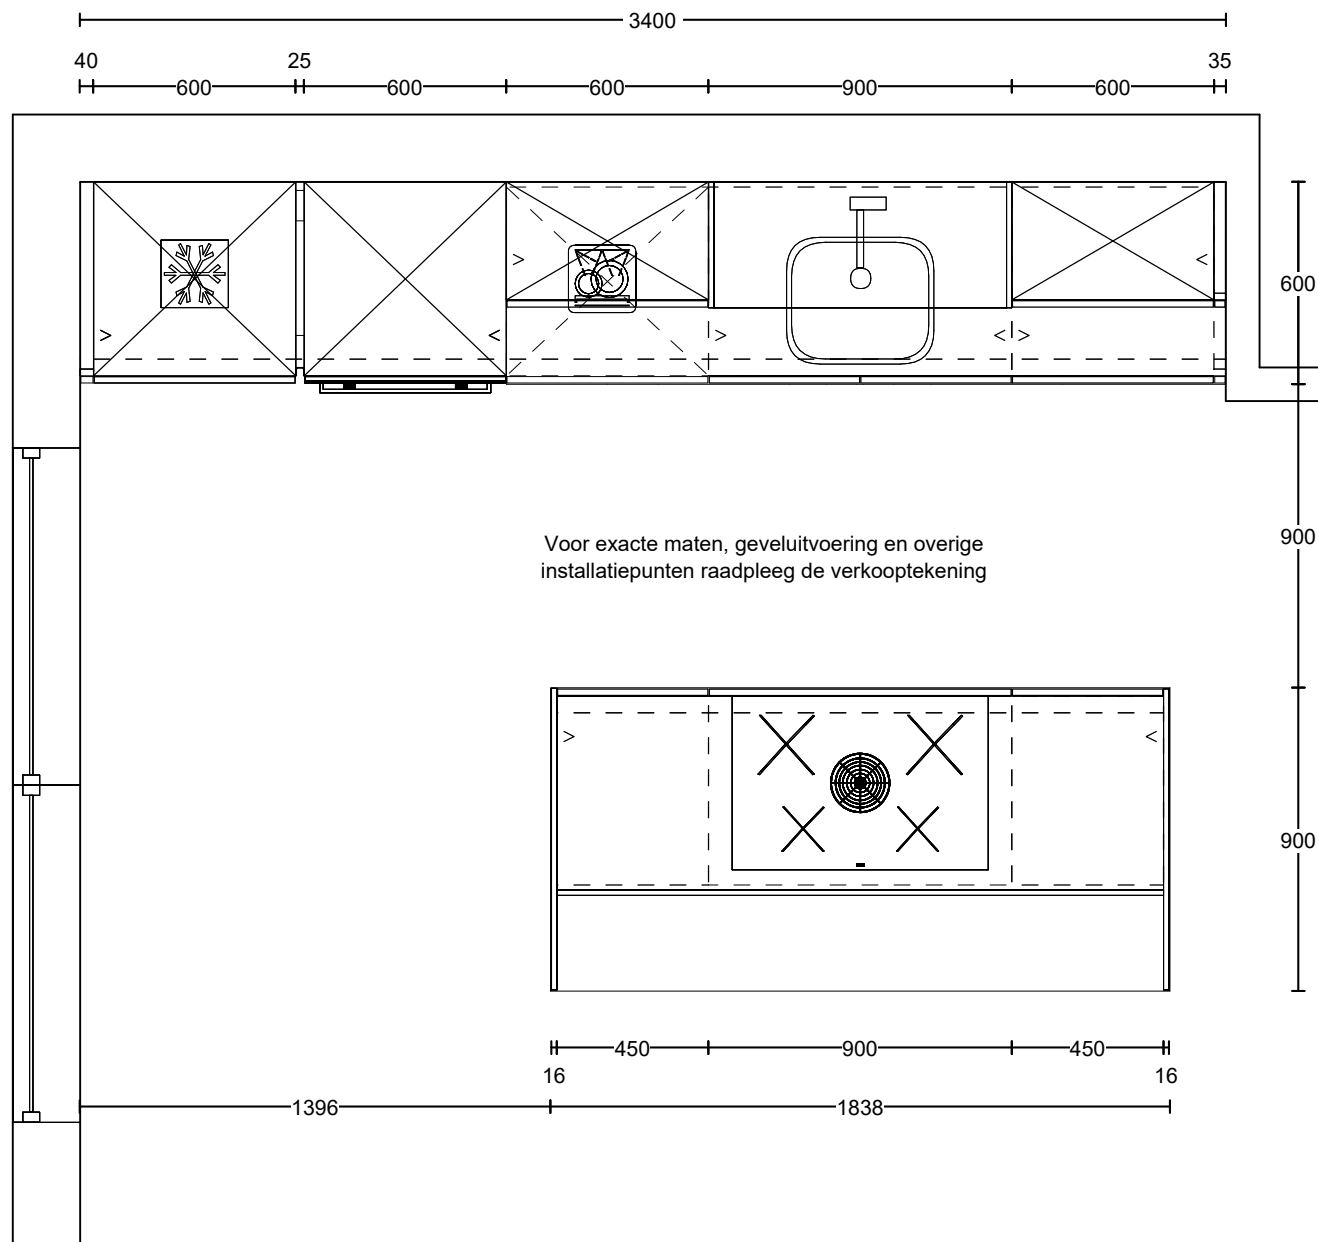 3400
40 25 35
600 600 600 900 600
600
Voor exacte maten, geveluitvoering en overige
installatiepunten raadpleeg de verkooptekening
900
900
450 900 450
16 16
1396 1838